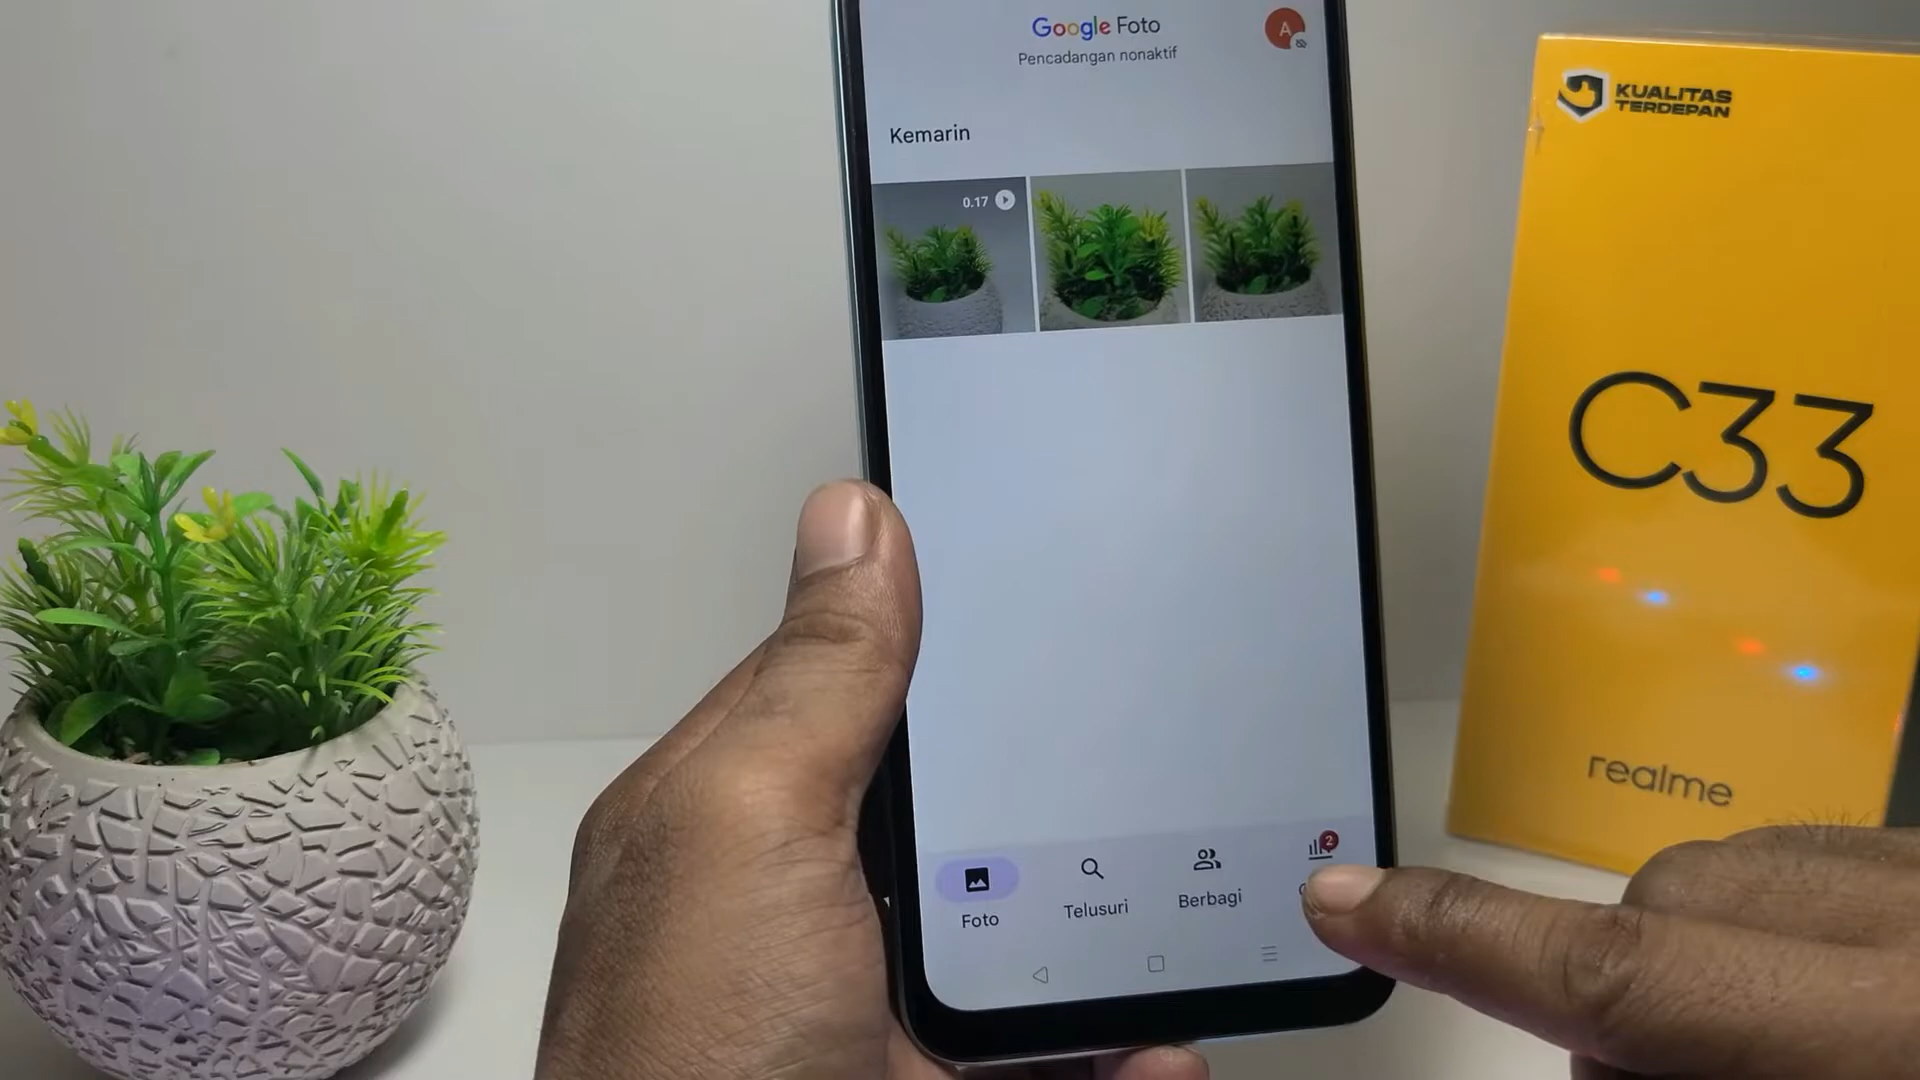 Google Foto
Pencadangan nonaktif
A
Kemarin
0.17
2
Foto
Telusuri
Berbagi
KUALITAS
TERDEPAN
C33
realme